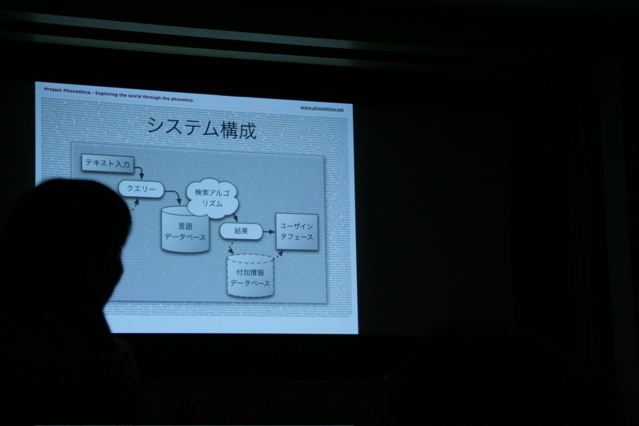 Project Phonethica - Exploring the world through the phonetics
www.phonethica.net
システム構成
テキスト入力
クエリー
検索アルゴ
リズム
言語
データベース
結果
ユーザイン
タフェース
付加情報
データベース